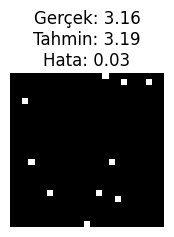 Gerçek: 3.16
Tahmin: 3.19
Hata: 0.03